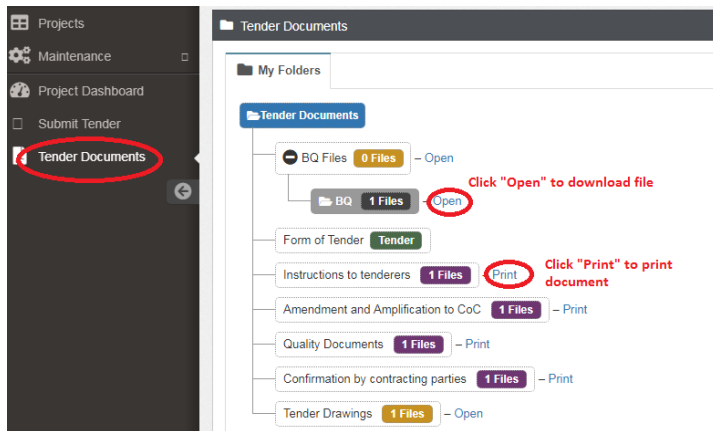 Projects
Maintenance
Project Dashboard
Submit Tender
Tender Documents
Tender Documents
My Folders
Tender Documents
BQ Files 0 Files – Open
BQ 1 Files – Open
Click "Open" to download file
Form of Tender Tender
Instructions to tenderers 1 Files – Print
Click "Print" to print
document
Amendment and Amplification to CoC 1 Files – Print
Quality Documents 1 Files – Print
Confirmation by contracting parties 1 Files – Print
Tender Drawings 1 Files – Open